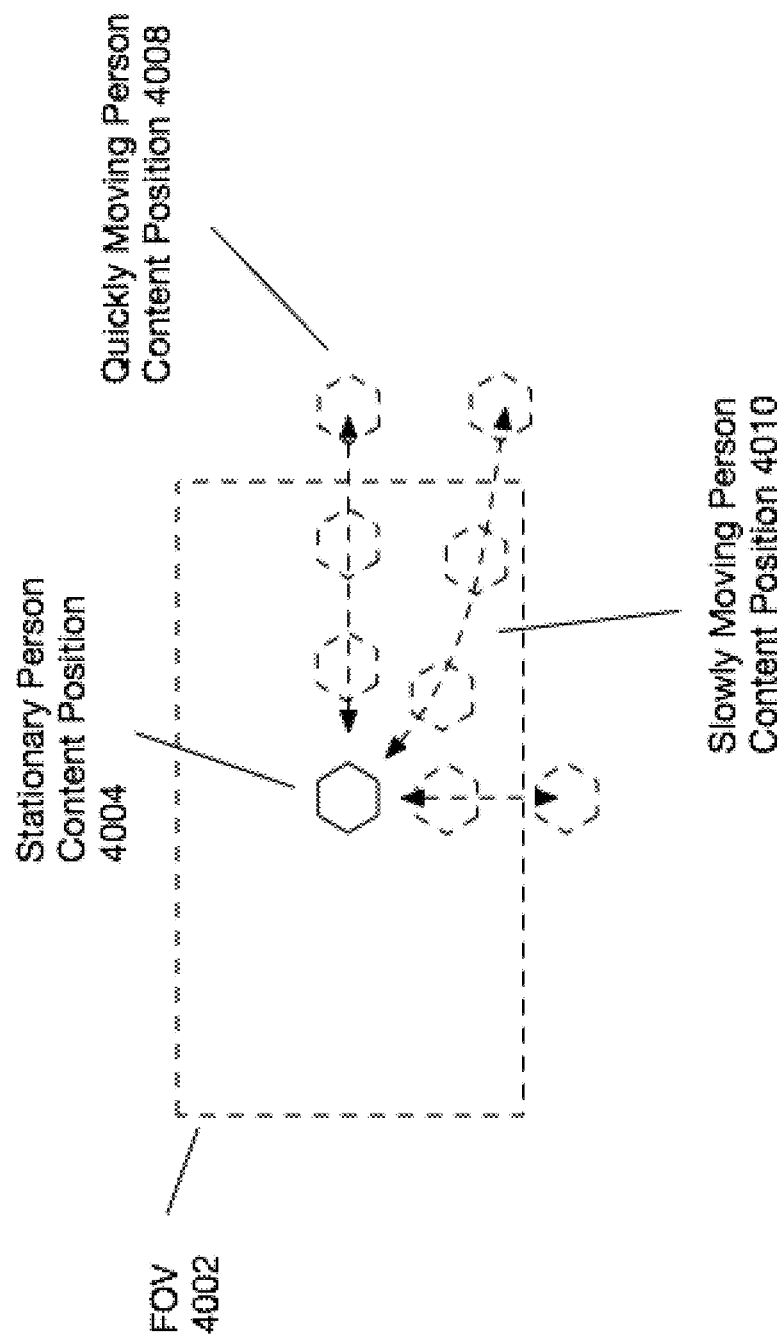 FOV
4002
Stationary Person
Content Position
4004
Quickly Moving Person
Content Position 4008
Slowly Moving Person
Content Position 4010